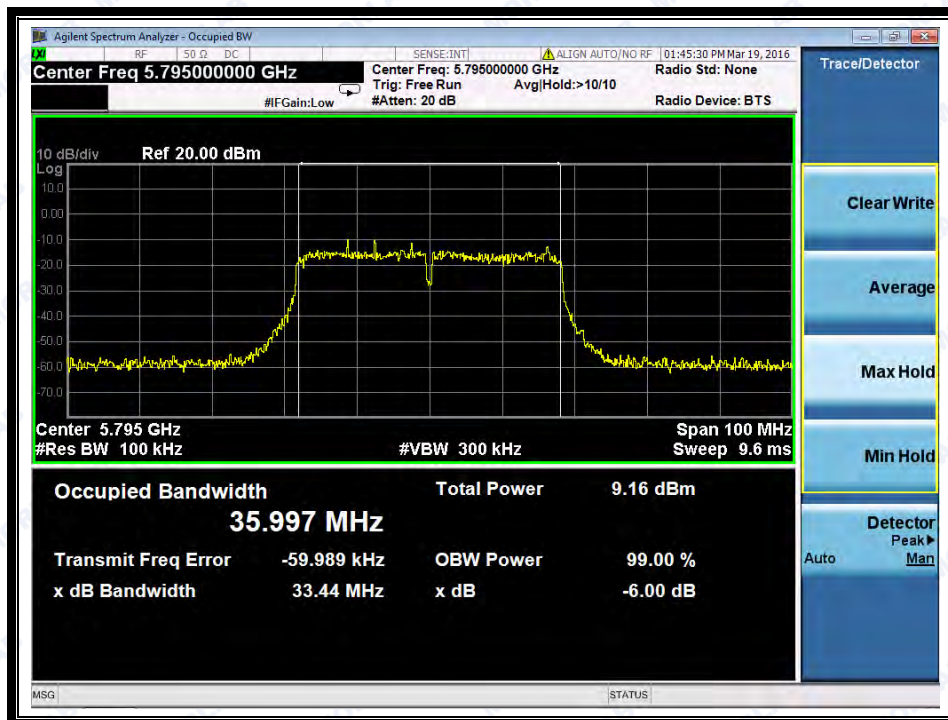 Agilent Spectrum Analyzer - Occupied BW
LXI RF 50 Ω DC SENSE:INT ALIGN AUTO/NO RF 01:45:30 PM Mar 19, 2016
Center Freq 5.795000000 GHz
Center Freq: 5.795000000 GHz
Radio Std: None
Trig: Free Run Avg|Hold:>10/10
#IFGain:Low #Atten: 20 dB
Radio Device: BTS
10 dB/div Ref 20.00 dBm
Log
10.0
0.00
-10.0
-20.0
-30.0
-40.0
-50.0
-60.0
-70.0
Center 5.795 GHz Span 100 MHz
#Res BW 100 kHz #VBW 300 kHz Sweep 9.6 ms
Occupied Bandwidth Total Power 9.16 dBm
35.997 MHz
Transmit Freq Error -59.989 kHz OBW Power 99.00 %
x dB Bandwidth 33.44 MHz x dB -6.00 dB
MSG STATUS
Trace/Detector
Clear Write
Average
Max Hold
Min Hold
Detector
Peak▶
Auto Man